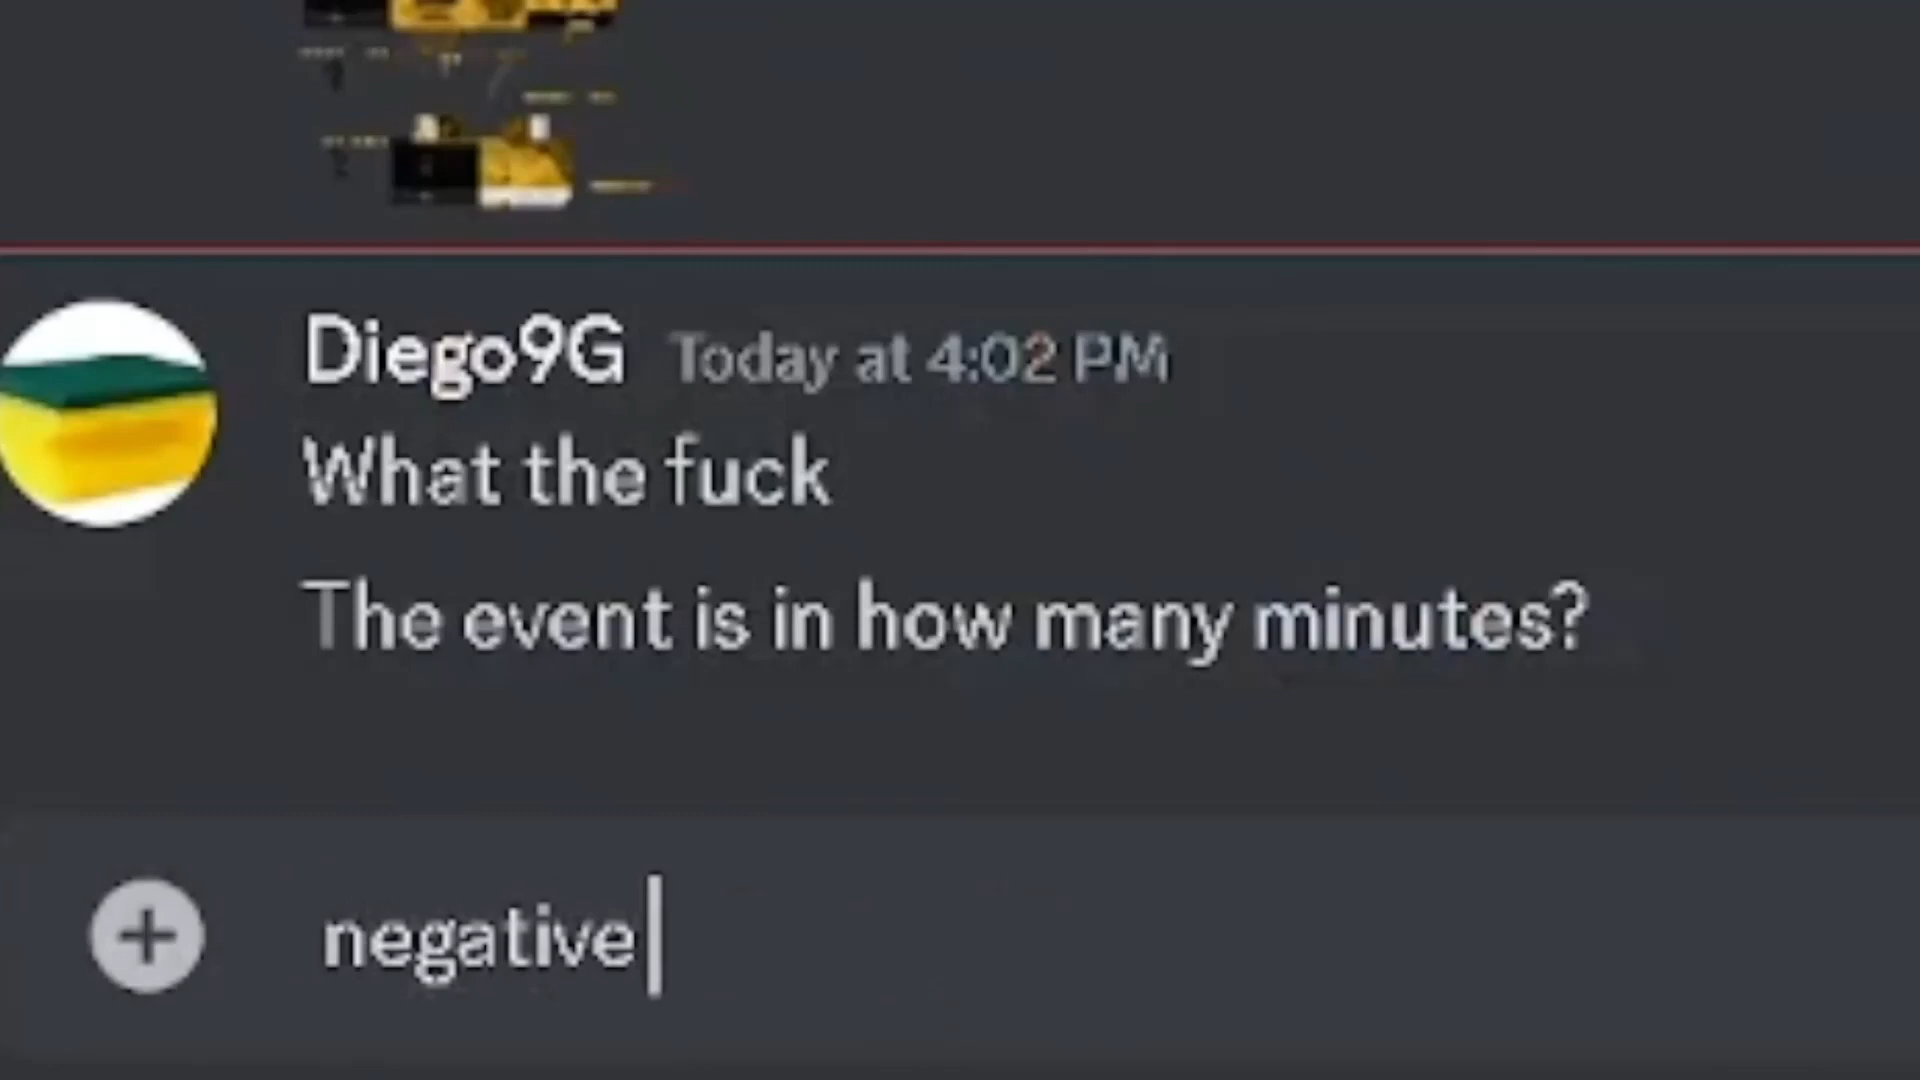 Diego9G Today at 4:02 PM
What the fuck
The event is in how many minutes?
negative